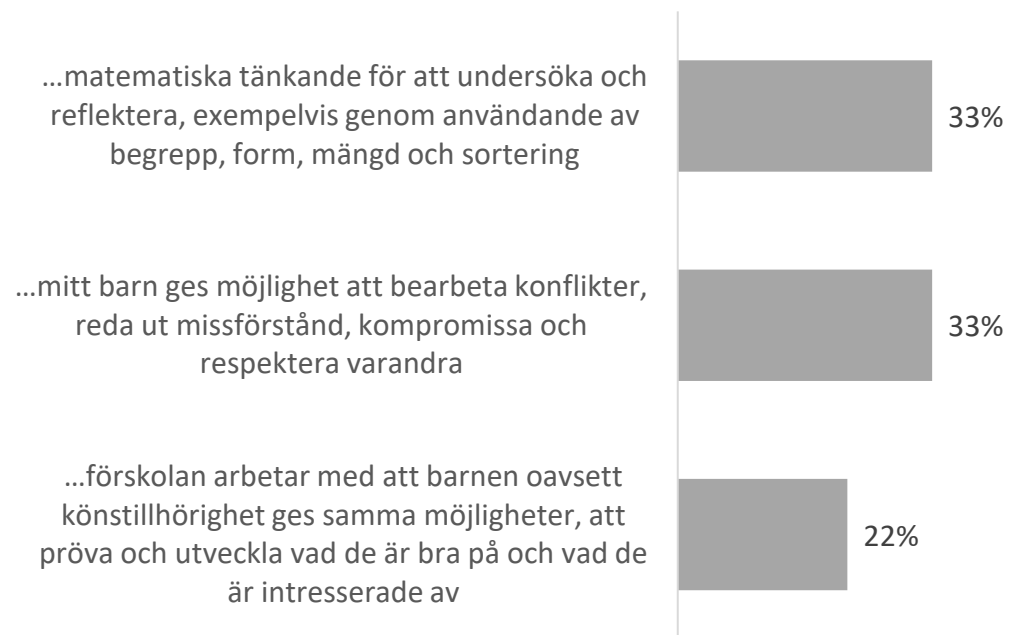 …matematiska tänkande för att undersöka och
reflektera, exempelvis genom användande av
begrepp, form, mängd och sortering
33%
…mitt barn ges möjlighet att bearbeta konflikter,
reda ut missförstånd, kompromissa och
respektera varandra
33%
…förskolan arbetar med att barnen oavsett
könstillhörighet ges samma möjligheter, att
pröva och utveckla vad de är bra på och vad de
är intresserade av
22%